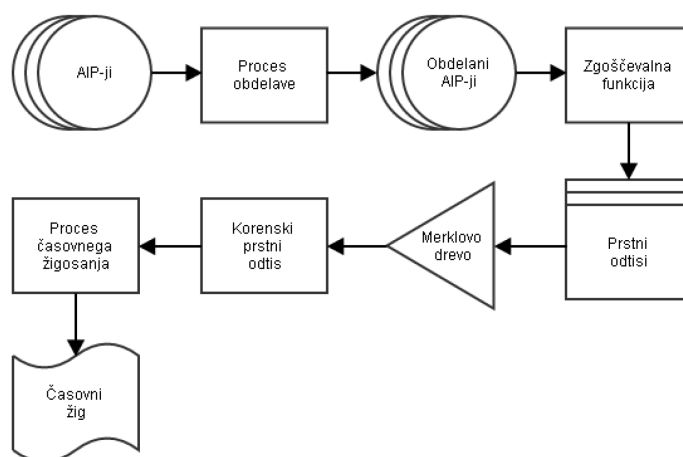 AIP-ji
Proces
obdelave
Obdelani
AIP-ji
Zgoščevalna
funkcija
Prstni
odtisi
Merklovo
drevo
Korenski
prstni
odtis
Proces
časovnega
žigosanja
Časovni
žig